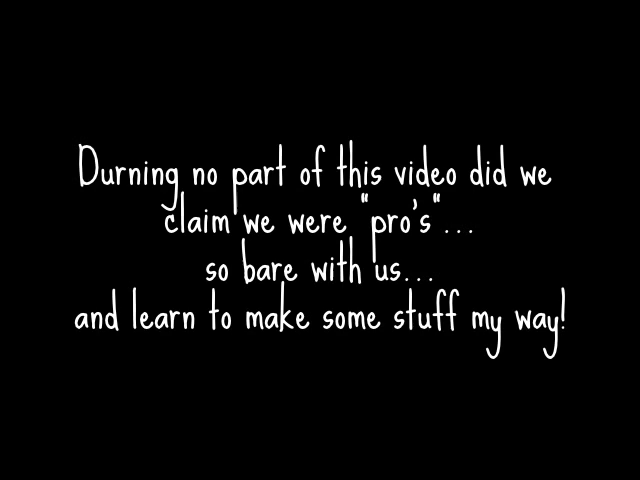 Durning no part of this video did we
claim we were "pro's"...
so bare with us...
and learn to make some stuff my way!